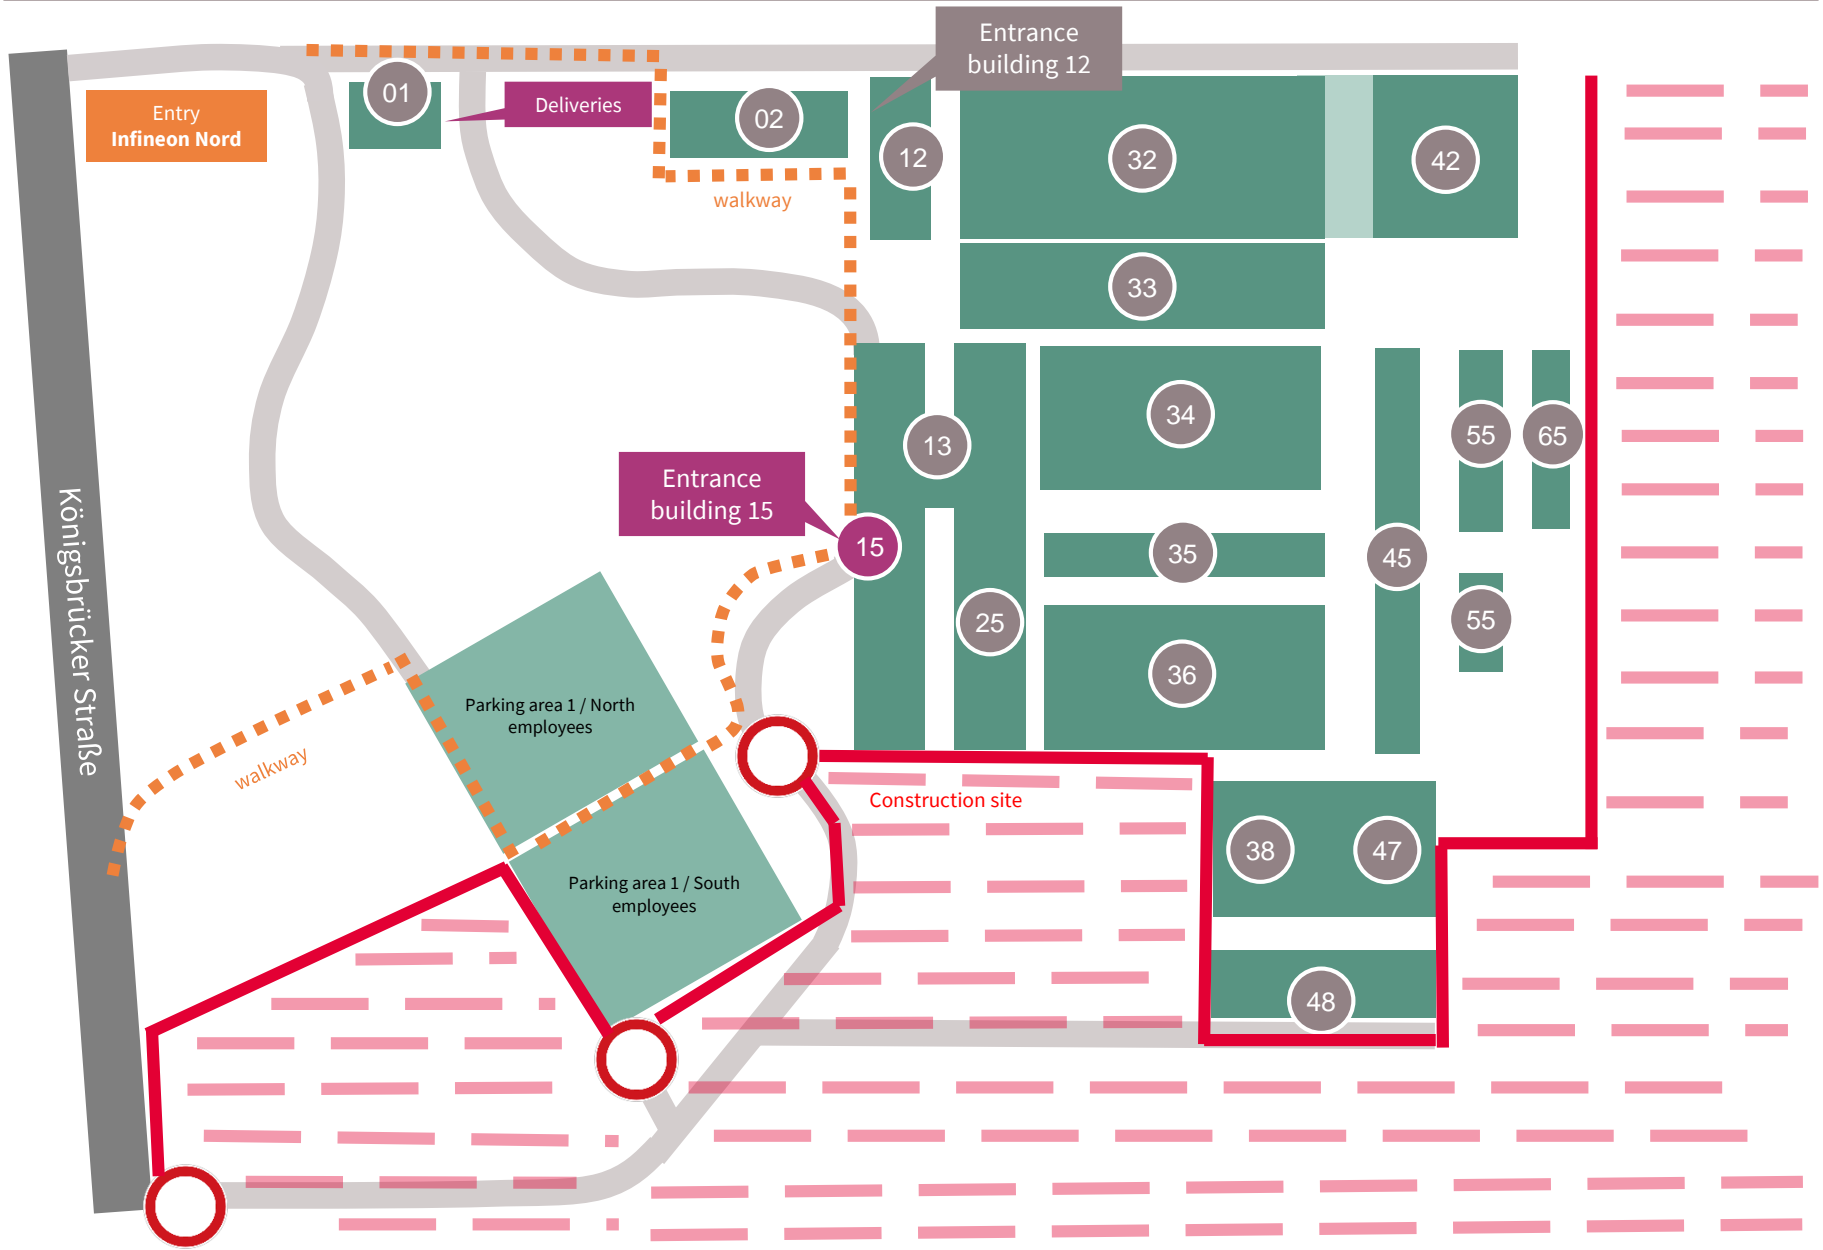 Entrance
building 12
01
Deliveries
Entry
Infineon Nord
02
12
32
42
walkway
33
34
13
55
65
Entrance
building 15
15
35
45
25
55
36
Königsbrücker Straße
Parking area 1 / North
employees
walkway
Construction site
38
47
Parking area 1 / South
employees
48